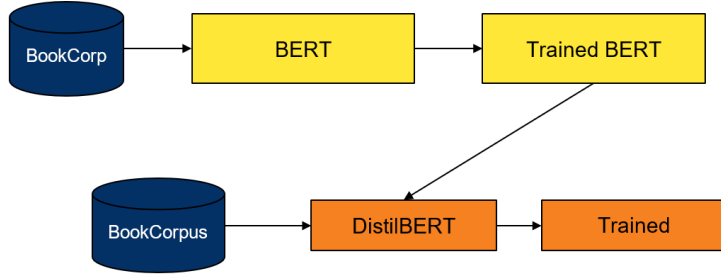 BookCorp
BERT
Trained BERT
BookCorpus
DistilBERT
Trained